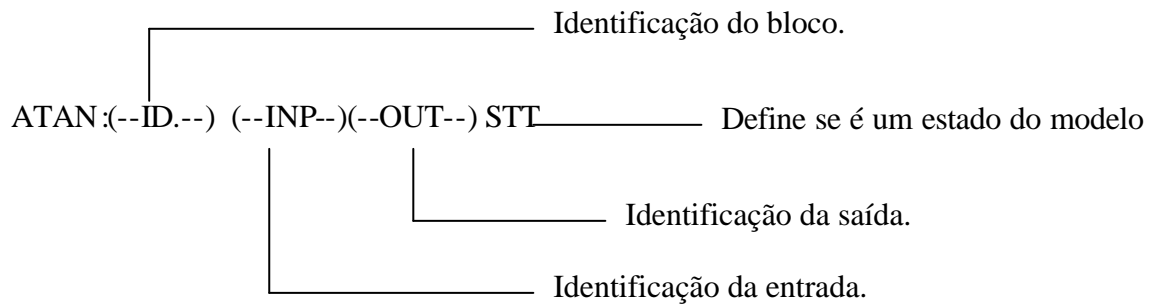 Identificação do bloco.
ATAN:(--ID.--) (--INP--)(--OUT--) STT
Define se é um estado do modelo
Identificação da saída.
Identificação da entrada.